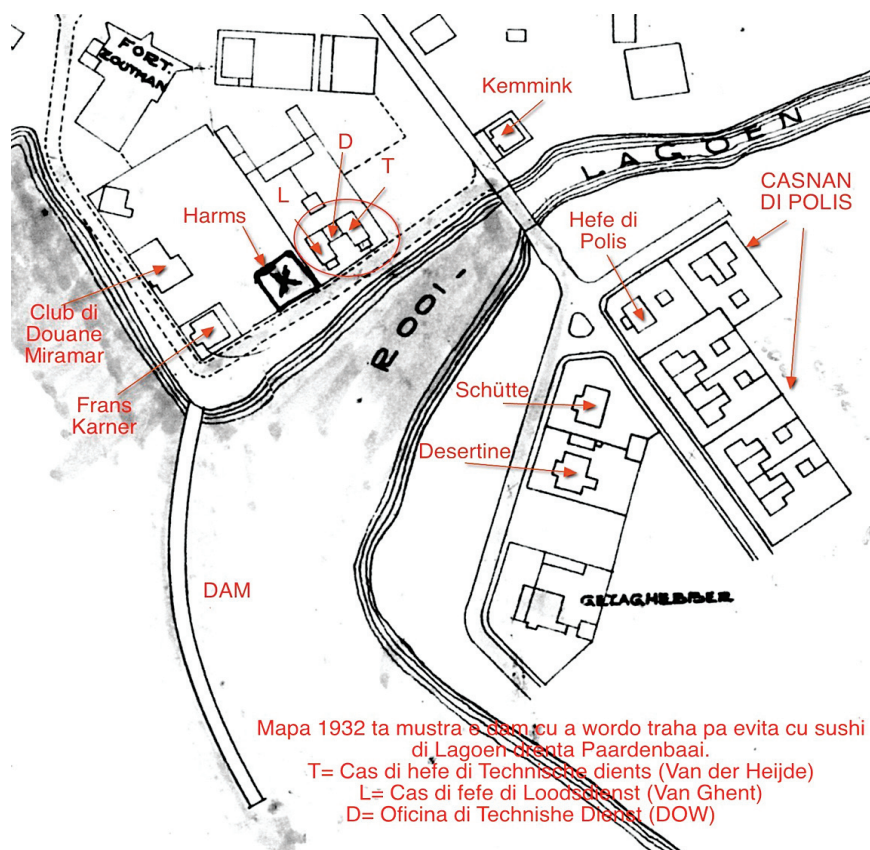 FORT.
ZOUTMAN
Kemmink
LAGOEN
D
T
L
CASNAN
DI POLIS
Harms
Hefe di
Polis
X
ROOI.
Club di
Douane
Miramar
Frans
Karner
Schütte
Desertine
DAM
GEZAGHEBBER
Mapa 1932 ta mustra e dam cu a wordo traha pa evita cu sushi
di Lagoen drenta Paardenbaai.
T= Cas di hefe di Technische dients (Van der Heijde)
L= Cas di fefe di Loodsdienst (Van Ghent)
D= Oficina di Technishe Dienst (DOW)